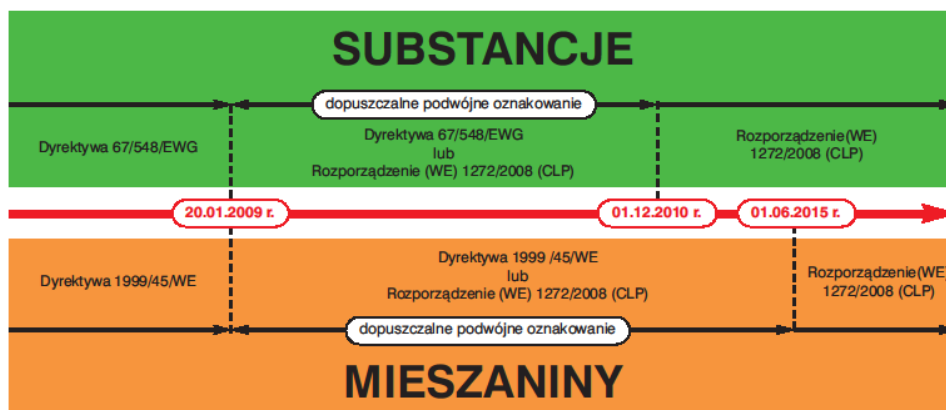 SUBSTANCJE
dopuszczalne podwójne oznakowanie
Dyrektywa 67/548/EWG
Dyrektywa 67/548/EWG
lub
Rozporządzenie (WE) 1272/2008 (CLP)
Rozporządzenie(WE)
1272/2008 (CLP)
20.01.2009 r.
01.12.2010 r.
01.06.2015 r.
Dyrektywa 1999/45/WE
Dyrektywa 1999 /45/WE
lub
Rozporządzenie (WE) 1272/2008 (CLP)
Rozporządzenie(WE)
1272/2008 (CLP)
dopuszczalne podwójne oznakowanie
MIESZANINY